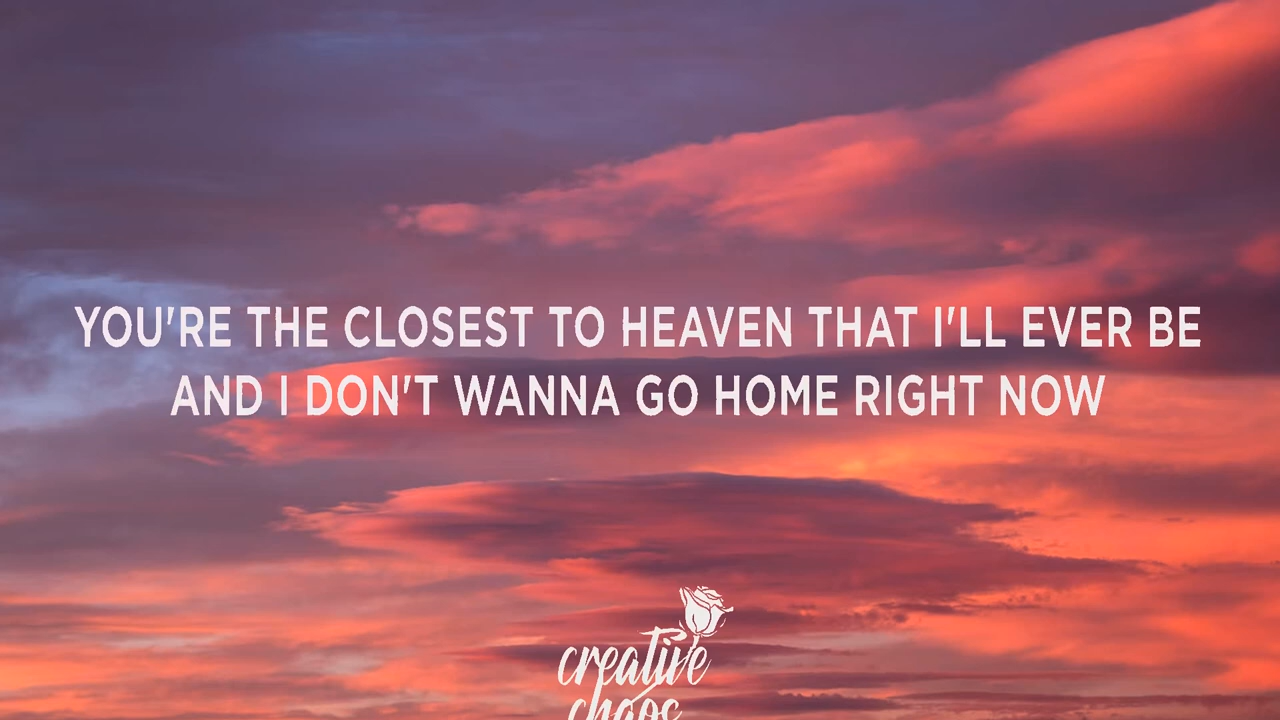 YOU'RE THE CLOSEST TO HEAVEN THAT I'LL EVER BE
AND I DON'T WANNA GO HOME RIGHT NOW
creative
chaos